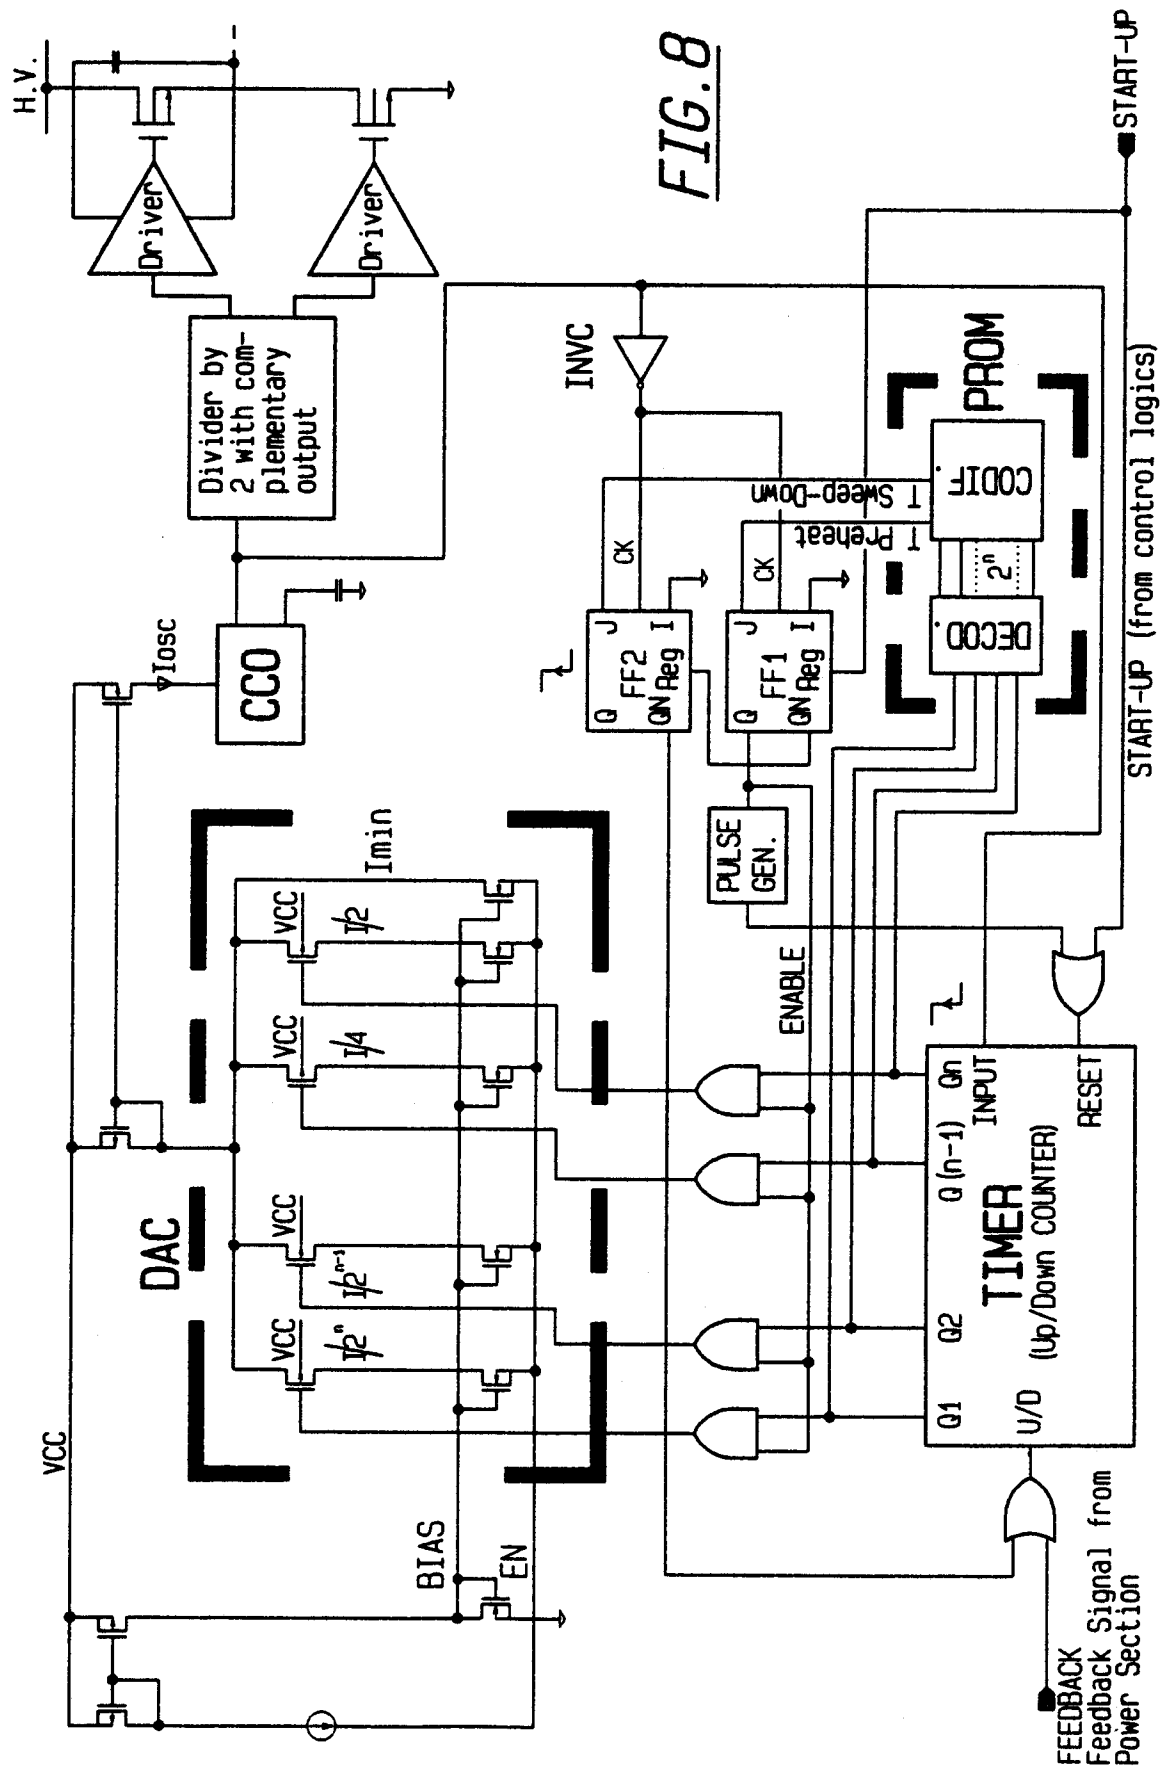 FIG.8
H.V.
Driver
Driver
Divider by
2 with com-
plementary
output
CCO
Iosc
VCC
DAC
VCC
I/2ⁿ
VCC
I/2ⁿ⁻¹
VCC
I/4
VCC
I/2
Imin
BIAS
EN
INVC
CK
J
I
FF2
Reg
Q
QN
CK
J
I
FF1
Reg
Q
QN
T Sweep-Down
T Preheat
PROM
CODIF.
2ⁿ
DECOD.
PULSE
GEN.
ENABLE
Q1
Q2
Q(n-1)
Qn
INPUT
U/D
TIMER
(Up/Down COUNTER)
RESET
START-UP
START-UP (from control logics)
FEEDBACK
Feedback Signal from
Power Section